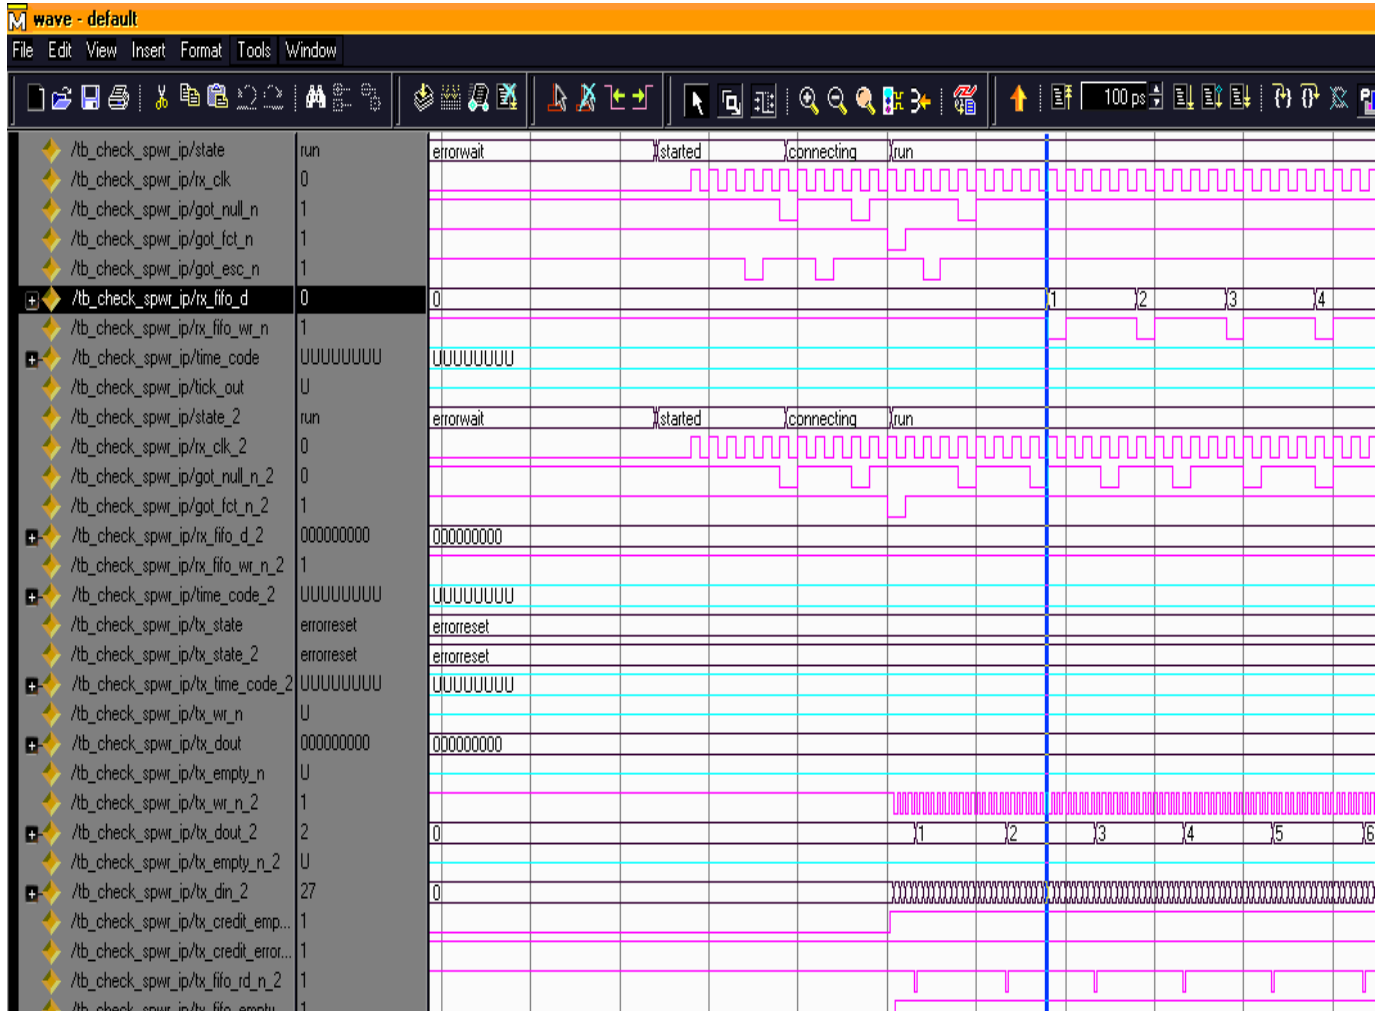 wave - default
File Edit View Insert Format Tools Window
100 ps
/tb_check_spwr_ip/state run errorwait started connecting run
/tb_check_spwr_ip/rx_clk 0
/tb_check_spwr_ip/got_null_n 1
/tb_check_spwr_ip/got_fct_n 1
/tb_check_spwr_ip/got_esc_n 1
/tb_check_spwr_ip/rx_fifo_d 0 0 1 2 3 4
/tb_check_spwr_ip/rx_fifo_wr_n 1
/tb_check_spwr_ip/time_code UUUUUUUU UUUUUUUU
/tb_check_spwr_ip/tick_out U
/tb_check_spwr_ip/state_2 run errorwait started connecting run
/tb_check_spwr_ip/rx_clk_2 0
/tb_check_spwr_ip/got_null_n_2 0
/tb_check_spwr_ip/got_fct_n_2 1
/tb_check_spwr_ip/rx_fifo_d_2 000000000 000000000
/tb_check_spwr_ip/rx_fifo_wr_n_2 1
/tb_check_spwr_ip/time_code_2 UUUUUUUU UUUUUUUU
/tb_check_spwr_ip/tx_state errorreset errorreset
/tb_check_spwr_ip/tx_state_2 errorreset errorreset
/tb_check_spwr_ip/tx_time_code_2 UUUUUUUU UUUUUUUU
/tb_check_spwr_ip/tx_wr_n U
/tb_check_spwr_ip/tx_dout 000000000 000000000
/tb_check_spwr_ip/tx_empty_n U
/tb_check_spwr_ip/tx_wr_n_2 1
/tb_check_spwr_ip/tx_dout_2 2 0 1 2 3 4 5 6
/tb_check_spwr_ip/tx_empty_n_2 U
/tb_check_spwr_ip/tx_din_2 27 0
/tb_check_spwr_ip/tx_credit_emp... 1
/tb_check_spwr_ip/tx_credit_error... 1
/tb_check_spwr_ip/tx_fifo_rd_n_2 1
/tb_check_spwr_ip/tx_fifo_empty 1